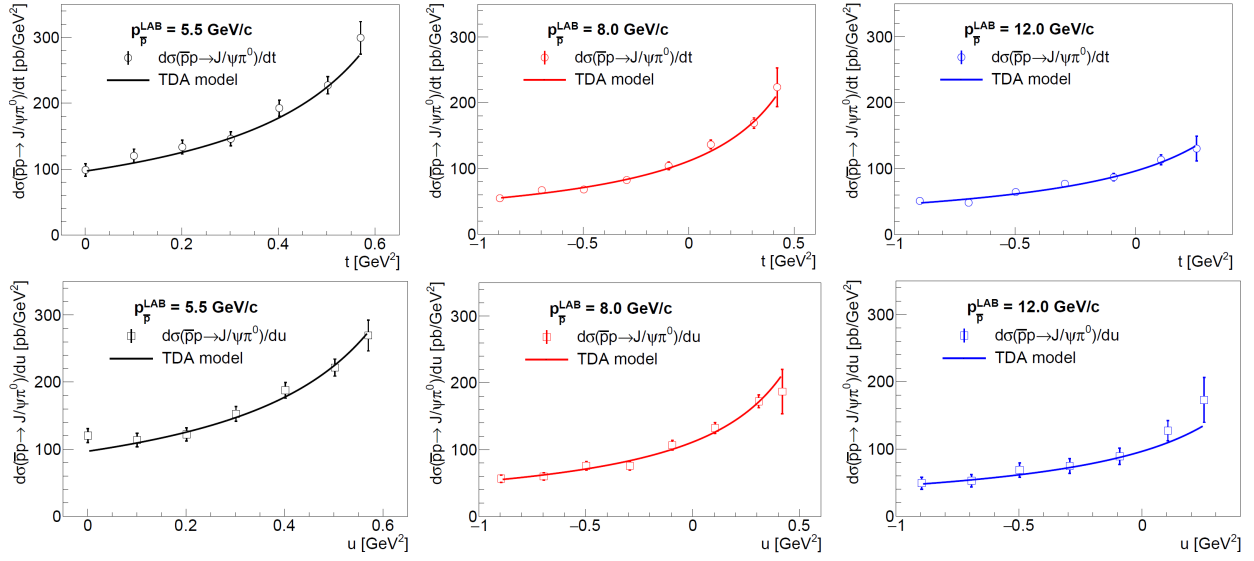 p_p̅^LAB = 5.5 GeV/c
dσ(p̅p→J/ψπ⁰)/dt
TDA model
dσ(p̅p→ J/ψπ⁰)/dt [pb/GeV²]
300
200
100
0
0 0.2 0.4 0.6
t [GeV²]
p_p̅^LAB = 8.0 GeV/c
dσ(p̅p→J/ψπ⁰)/dt
TDA model
dσ(p̅p→ J/ψπ⁰)/dt [pb/GeV²]
300
200
100
0
−1 −0.5 0 0.5
t [GeV²]
p_p̅^LAB = 12.0 GeV/c
dσ(p̅p→J/ψπ⁰)/dt
TDA model
dσ(p̅p→ J/ψπ⁰)/dt [pb/GeV²]
300
200
100
0
−1 −0.5 0
t [GeV²]
p_p̅^LAB = 5.5 GeV/c
dσ(p̅p→J/ψπ⁰)/du
TDA model
dσ(p̅p→ J/ψπ⁰)/du [pb/GeV²]
300
200
100
0
0 0.2 0.4 0.6
u [GeV²]
p_p̅^LAB = 8.0 GeV/c
dσ(p̅p→J/ψπ⁰)/du
TDA model
dσ(p̅p→ J/ψπ⁰)/du [pb/GeV²]
300
200
100
0
−1 −0.5 0 0.5
u [GeV²]
p_p̅^LAB = 12.0 GeV/c
dσ(p̅p→J/ψπ⁰)/du
TDA model
dσ(p̅p→ J/ψπ⁰)/du [pb/GeV²]
300
200
100
0
−1 −0.5 0
u [GeV²]